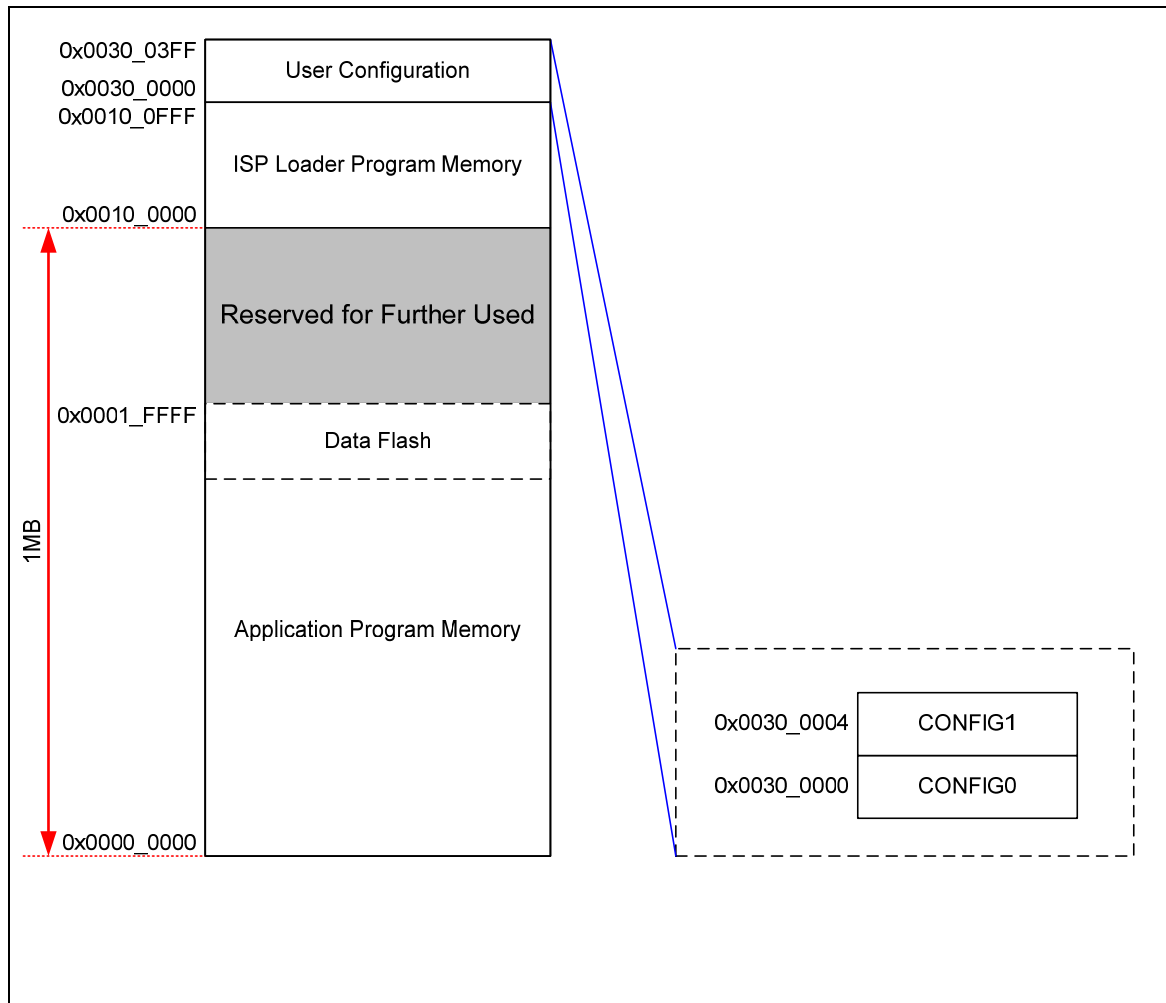 0x0030_03FF
User Configuration
0x0030_0000
0x0010_0FFF
ISP Loader Program Memory
0x0010_0000
Reserved for Further Used
0x0001_FFFF
Data Flash
1MB
Application Program Memory
0x0000_0000
0x0030_0004
CONFIG1
0x0030_0000
CONFIG0